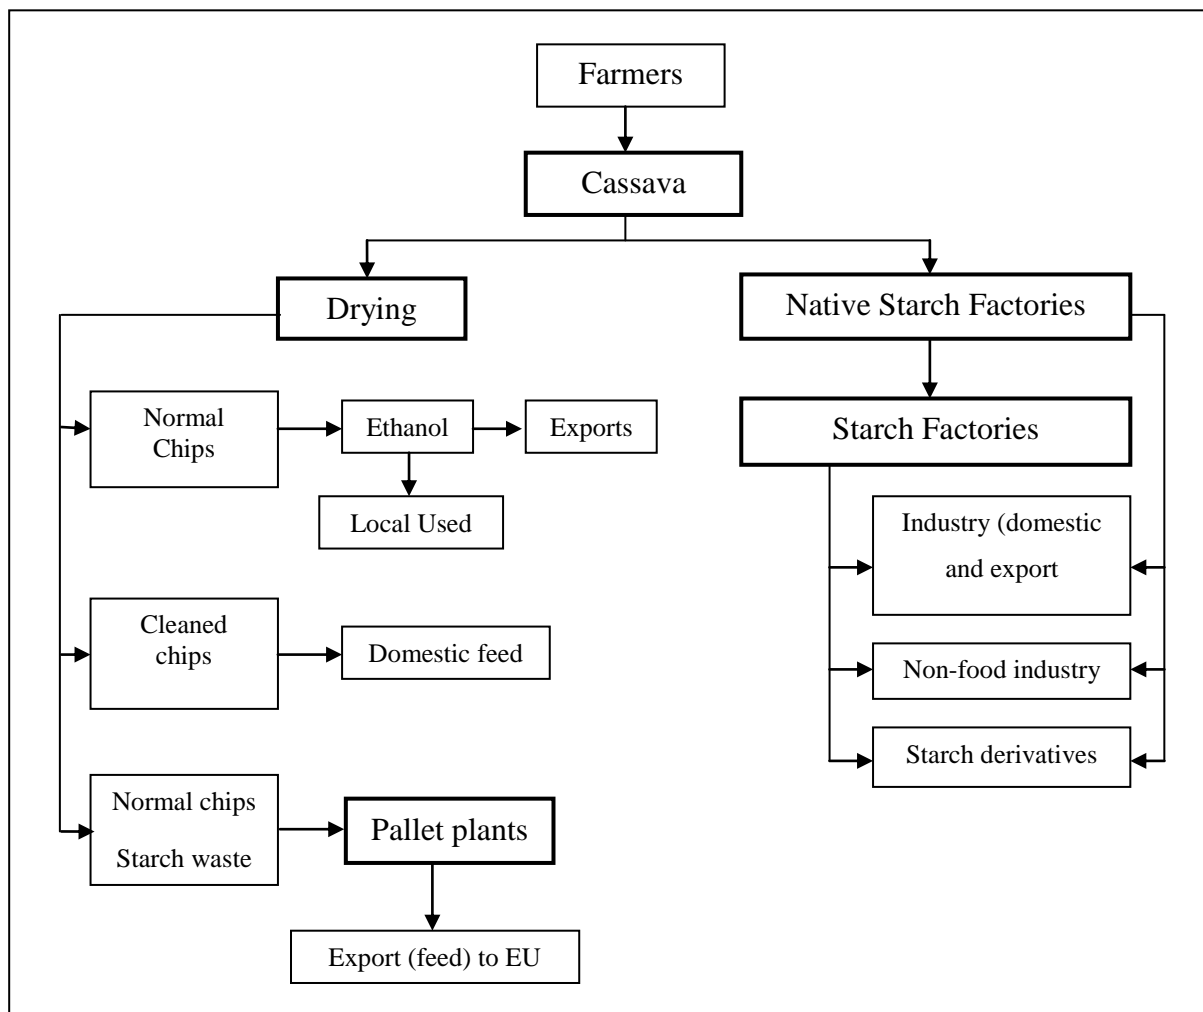 Farmers
Cassava
Drying
Native Starch Factories
Normal
Chips
Ethanol
Exports
Starch Factories
Local Used
Industry (domestic
and export
Cleaned
chips
Domestic feed
Non-food industry
Starch derivatives
Normal chips
Starch waste
Pallet plants
Export (feed) to EU